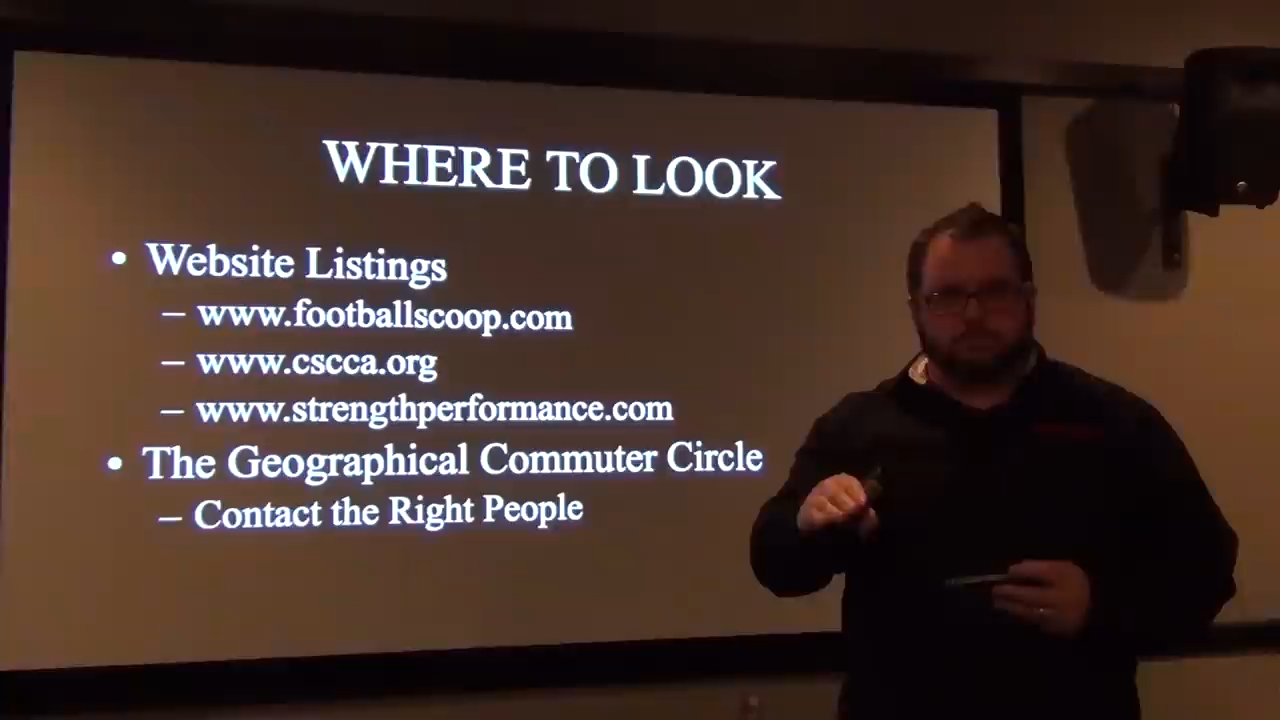 WHERE TO LOOK
• Website Listings
– www.footballscoop.com
– www.cscca.org
– www.strengthperformance.com
• The Geographical Commuter Circle
– Contact the Right People